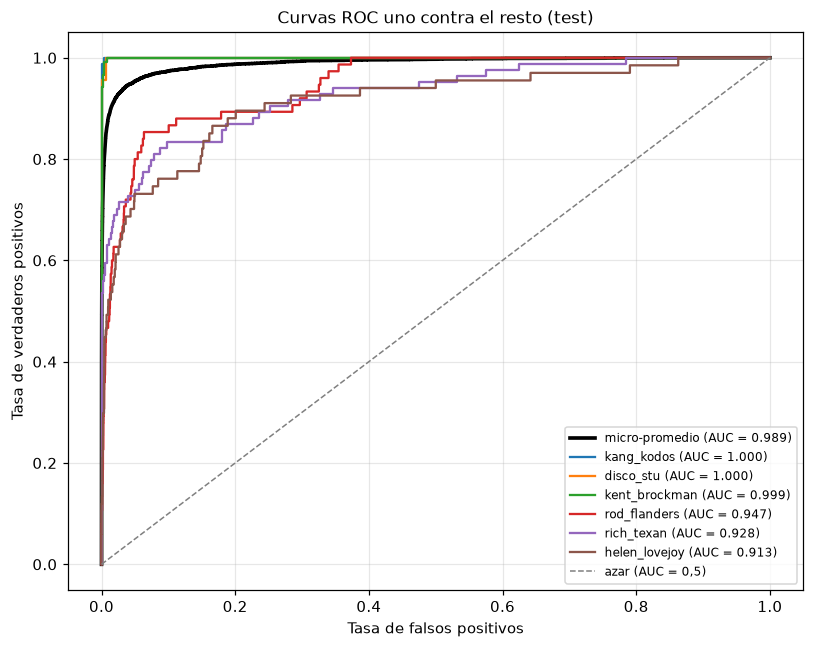 Curvas ROC uno contra el resto (test)
Tasa de verdaderos positivos
1.0
0.8
0.6
0.4
0.2
0.0
0.0 0.2 0.4 0.6 0.8 1.0
Tasa de falsos positivos
micro-promedio (AUC = 0.989)
kang_kodos (AUC = 1.000)
disco_stu (AUC = 1.000)
kent_brockman (AUC = 0.999)
rod_flanders (AUC = 0.947)
rich_texan (AUC = 0.928)
helen_lovejoy (AUC = 0.913)
azar (AUC = 0,5)